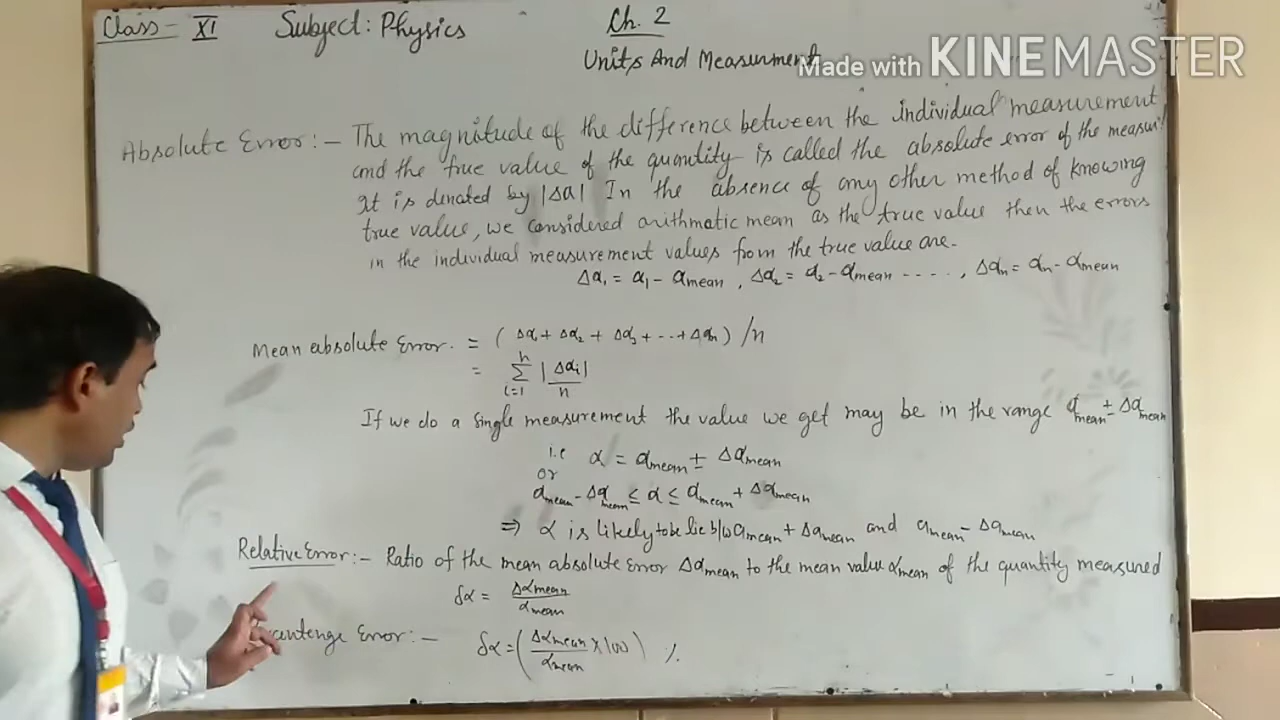 Class - XI Subject: Physics Ch. 2
Units And Measurment
Made with KINEMASTER
Absolute Error:- The magnitude of the difference between the individual measurement
and the true value of the quantity is called the absolute error of the
It is denated by |Δa| In the absence of any other method of knowing
true value, we considered arithmatic mean as the true value then the errors
in the individual measurement values from the true value are.
Δa₁ = a₁ - amean, Δa₂ = a₂ - amean ....., Δan = an - amean
Mean absolute Error. = (Δa₁ + Δa₂ + Δa₃ + ... + Δan) / n
= n∑i=1 |Δai|/n
If we do a single measurement the value we get may be in the range amean ± Δamean
i.e a = amean ± Δamean
or
amean - Δamean ≤ a ≤ amean + Δamean
⇒ a is likely to be lie b/w amean + Δamean and amean - Δamean
Relative Error:- Ratio of the mean absolute Error Δamean to the mean value amean of the quantity measured
δa = Δamean/amean
Error:- δa = (Δamean/amean × 100) %